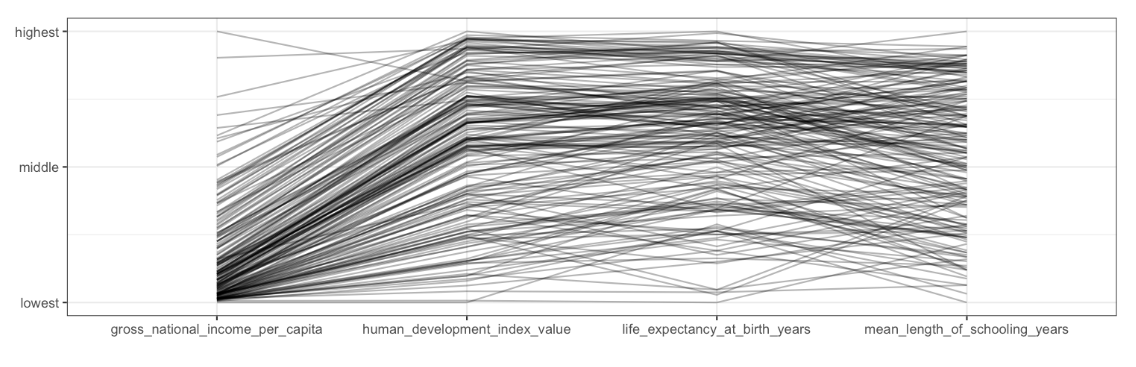 highest
middle
lowest
gross_national_income_per_capita human_development_index_value life_expectancy_at_birth_years mean_length_of_schooling_years